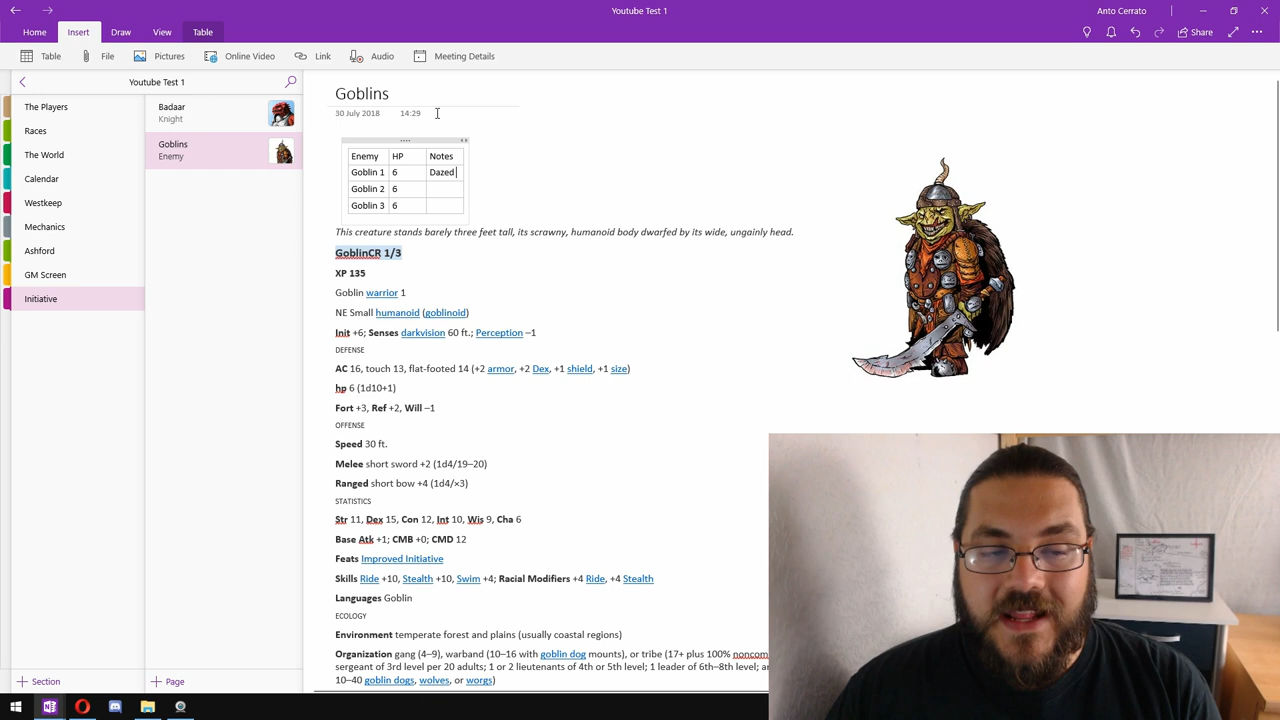 Youtube Test 1
Anto Cerrato
Home Insert Draw View Table
Share
Table File Pictures Online Video Link Audio Meeting Details
Youtube Test 1
The Players
Races
The World
Calendar
Westkeep
Mechanics
Ashford
GM Screen
Initiative
Badaar
Knight
Goblins
Enemy
Goblins
30 July 2018 14:29
Enemy HP Notes
Goblin 1 6 Dazed
Goblin 2 6
Goblin 3 6
This creature stands barely three feet tall, its scrawny, humanoid body dwarfed by its wide, ungainly head.
GoblinCR 1/3
XP 135
Goblin warrior 1
NE Small humanoid (goblinoid)
Init +6; Senses darkvision 60 ft.; Perception –1
DEFENSE
AC 16, touch 13, flat-footed 14 (+2 armor, +2 Dex, +1 shield, +1 size)
hp 6 (1d10+1)
Fort +3, Ref +2, Will –1
OFFENSE
Speed 30 ft.
Melee short sword +2 (1d4/19–20)
Ranged short bow +4 (1d4/×3)
STATISTICS
Str 11, Dex 15, Con 12, Int 10, Wis 9, Cha 6
Base Atk +1; CMB +0; CMD 12
Feats Improved Initiative
Skills Ride +10, Stealth +10, Swim +4; Racial Modifiers +4 Ride, +4 Stealth
Languages Goblin
ECOLOGY
Environment temperate forest and plains (usually coastal regions)
Organization gang (4–9), warband (10–16 with goblin dog mounts), or tribe (17+ plus 100% noncom
sergeant of 3rd level per 20 adults; 1 or 2 lieutenants of 4th or 5th level; 1 leader of 6th–8th level; an
10–40 goblin dogs, wolves, or worgs)
Section Page